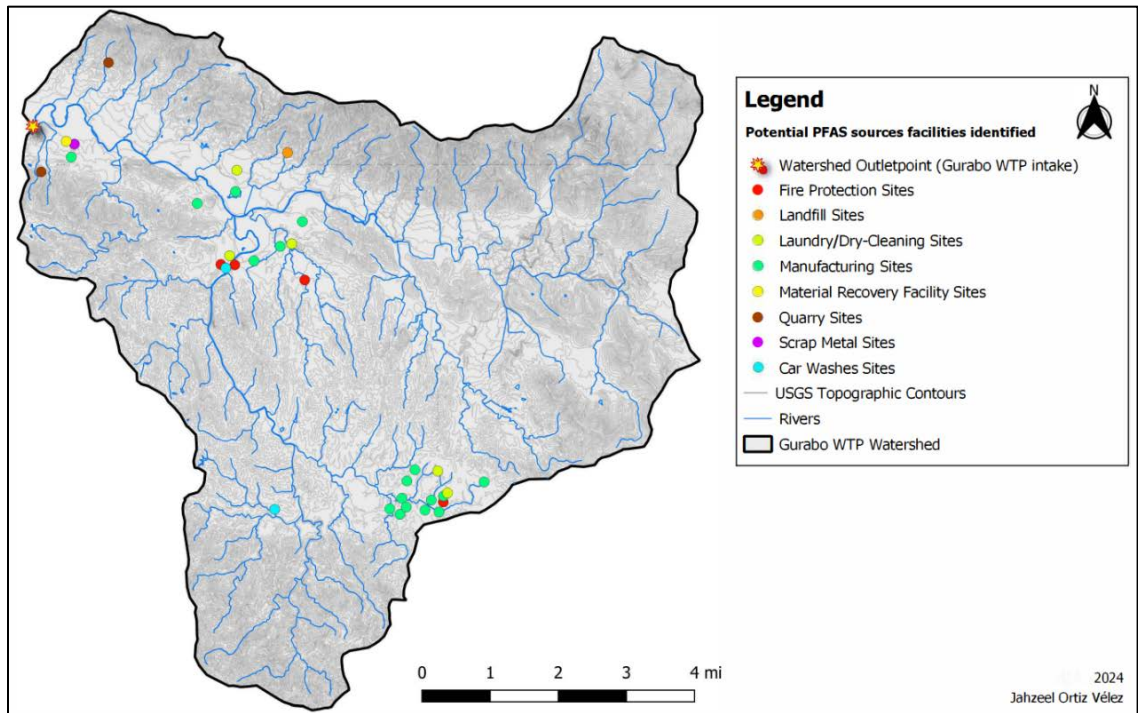 Legend
N
Potential PFAS sources facilities identified
Watershed Outletpoint (Gurabo WTP intake)
Fire Protection Sites
Landfill Sites
Laundry/Dry-Cleaning Sites
Manufacturing Sites
Material Recovery Facility Sites
Quarry Sites
Scrap Metal Sites
Car Washes Sites
USGS Topographic Contours
Rivers
Gurabo WTP Watershed
0 1 2 3 4 mi
2024
Jahzeel Ortiz Vélez